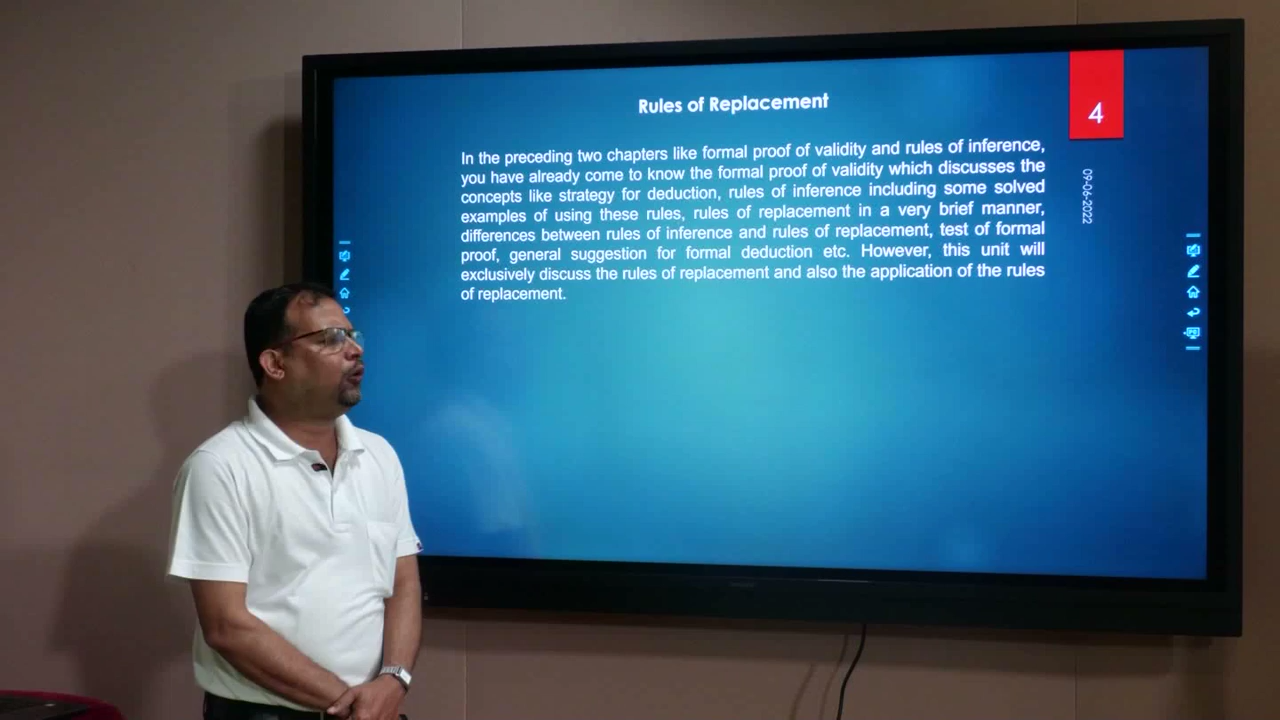 Rules of Replacement
4
In the preceding two chapters like formal proof of validity and rules of inference,
you have already come to know the formal proof of validity which discusses the
concepts like strategy for deduction, rules of inference including some solved
examples of using these rules, rules of replacement in a very brief manner,
differences between rules of inference and rules of replacement, test of formal
proof, general suggestion for formal deduction etc. However, this unit will
exclusively discuss the rules of replacement and also the application of the rules
of replacement.
09-06-2022